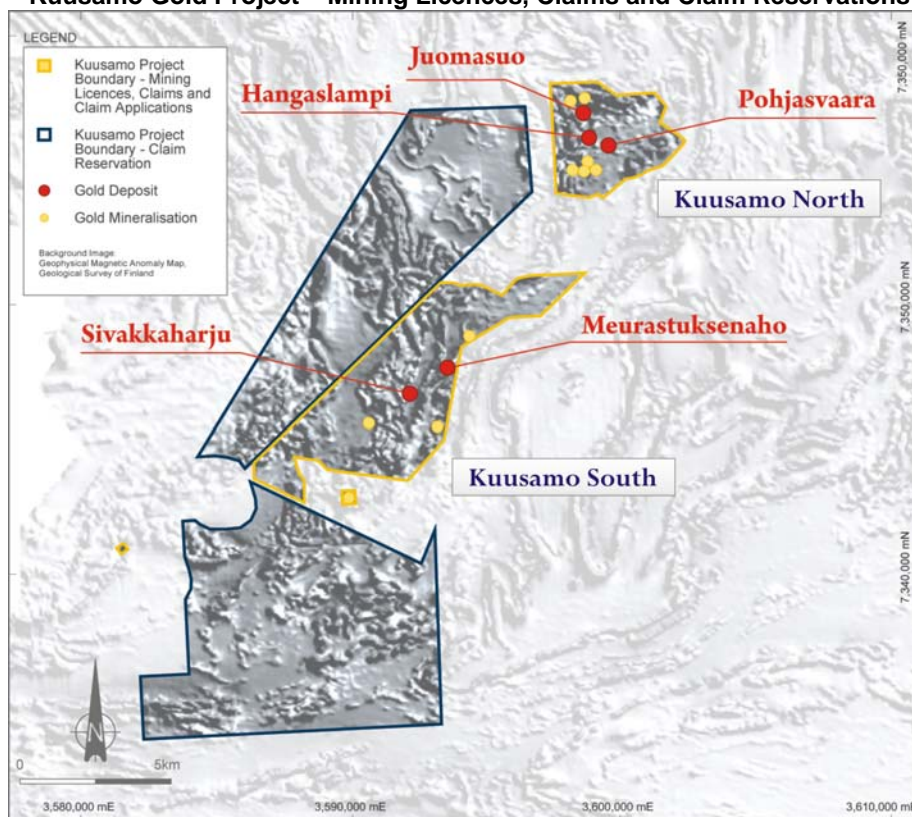 Kuusamo Gold Project – Mining Licences, Claims and Claim Reservations
LEGEND
Kuusamo Project
Boundary - Mining
Licences, Claims and
Claim Applications
Kuusamo Project
Boundary - Claim
Reservation
Gold Deposit
Gold Mineralisation
Background Image:
Geophysical Magnetic Anomaly Map,
Geological Survey of Finland
Juomasuo
Hangaslampi
Pohjasvaara
Kuusamo North
7,350,000 mN
Sivakkaharju
Meurastuksenaho
7,350,000 mN
Kuusamo South
7,340,000 mN
N
0 5km
3,580,000 mE 3,590,000 mE 3,600,000 mE 3,610,000 mE